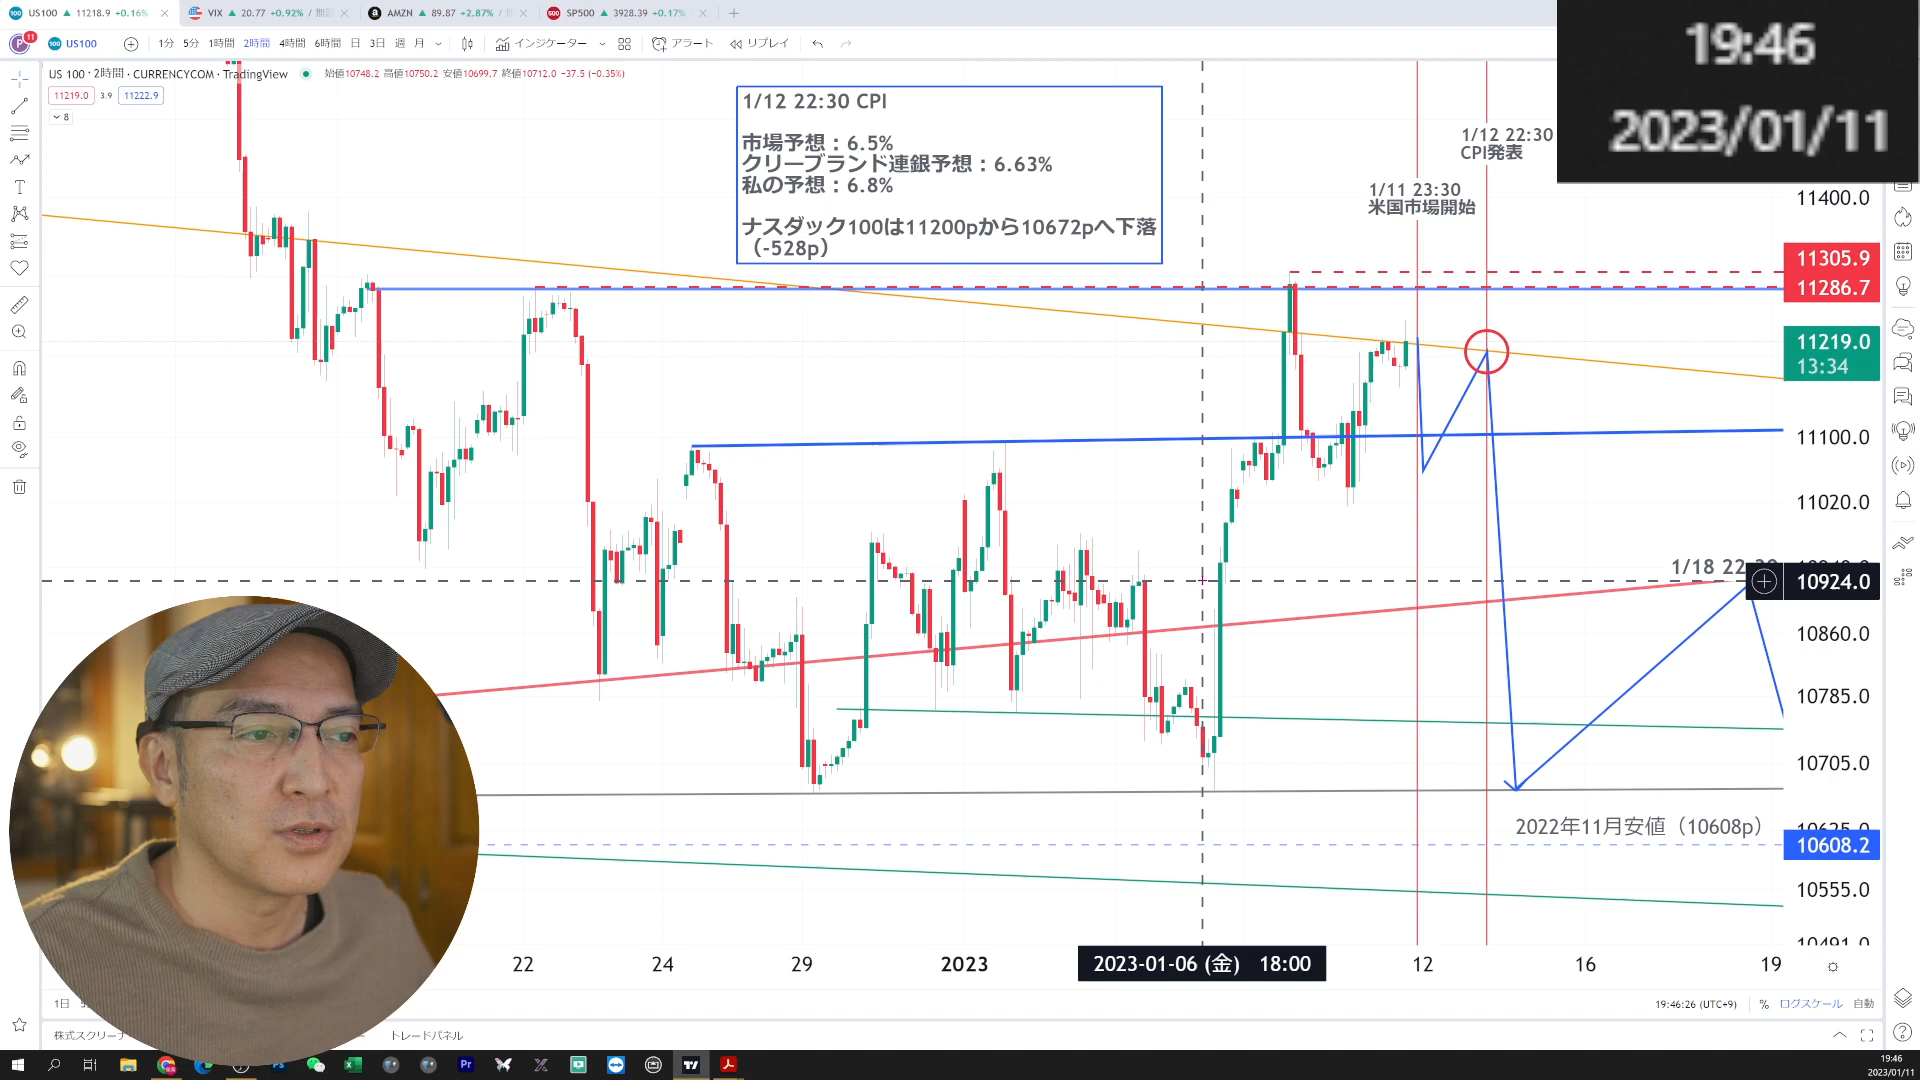 US100 ▲ 11218.9 +0.16%
VIX ▲ 20.77 +0.92% / 無題
AMZN ▲ 89.87 +2.87% / 無
SP500 ▲ 3928.39 +0.17%
19:46
2023/01/11
P 11
US100
1分 5分 1時間 2時間 4時間 6時間 日 3日 週 月
インジケーター
アラート
リプレイ
US 100・2時間・CURRENCYCOM・TradingView
始値10748.2 高値10750.2 安値10699.7 終値10712.0 −37.5 (−0.35%)
11219.0 3.9 11222.9
8
1/12 22:30 CPI
市場予想：6.5%
クリーブランド連銀予想：6.63%
私の予想：6.8%
ナスダック100は11200pから10672pへ下落
（-528p）
1/12 22:30
CPI発表
1/11 23:30
米国市場開始
11400.0
11305.9
11286.7
11219.0
13:34
11100.0
11020.0
1/18 22
10924.0
10860.0
10785.0
10705.0
2022年11月安値（10608p）
10608.2
10555.0
22
24
29
2023
2023-01-06 (金) 18:00
12
16
19
1日
19:46:26 (UTC+9)
%
ログスケール
自動
株式スクリーナ
トレードパネル
19:46
2023/01/11